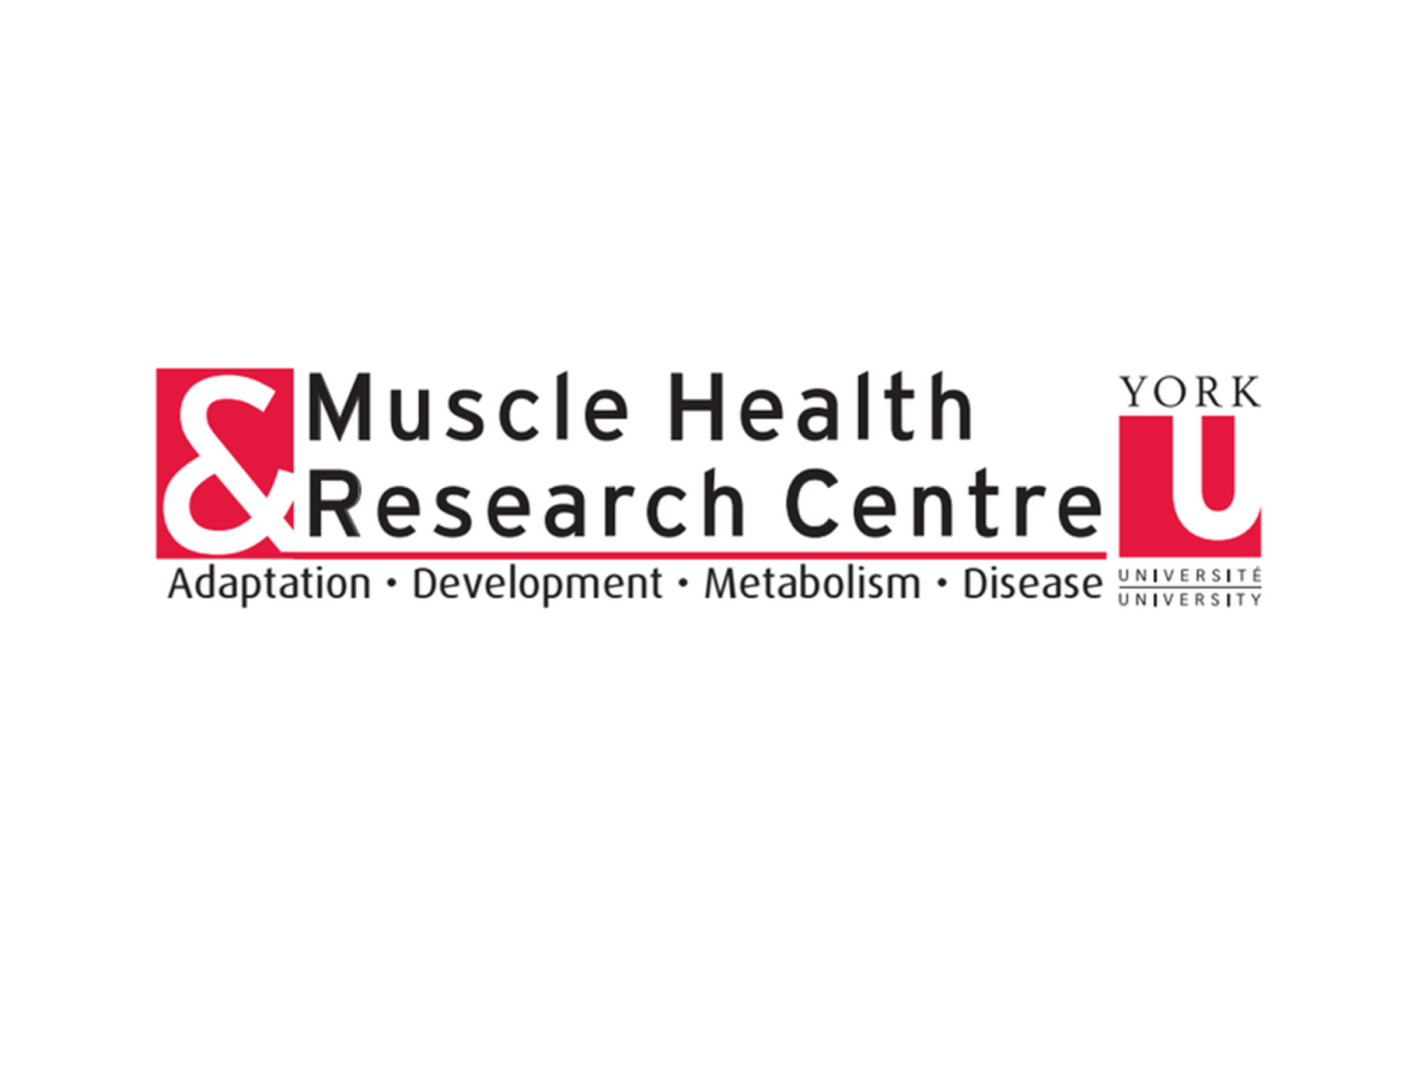 &
Muscle Health
Research Centre
Adaptation • Development • Metabolism • Disease
YORK
U
UNIVERSITÉ
UNIVERSITY